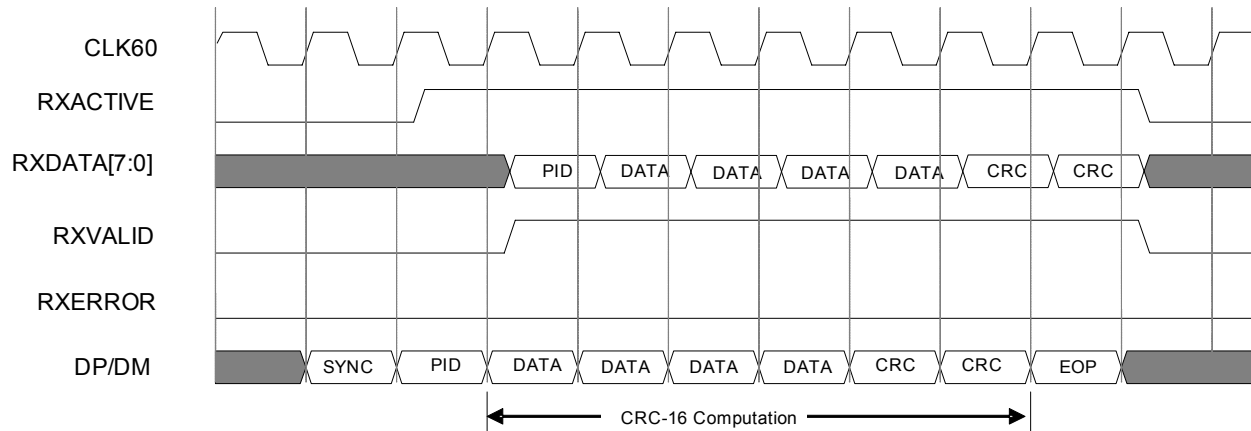 CLK60
RXACTIVE
RXDATA[7:0] PID DATA DATA DATA DATA CRC CRC
RXVALID
RXERROR
DP/DM SYNC PID DATA DATA DATA DATA CRC CRC EOP
CRC-16 Computation